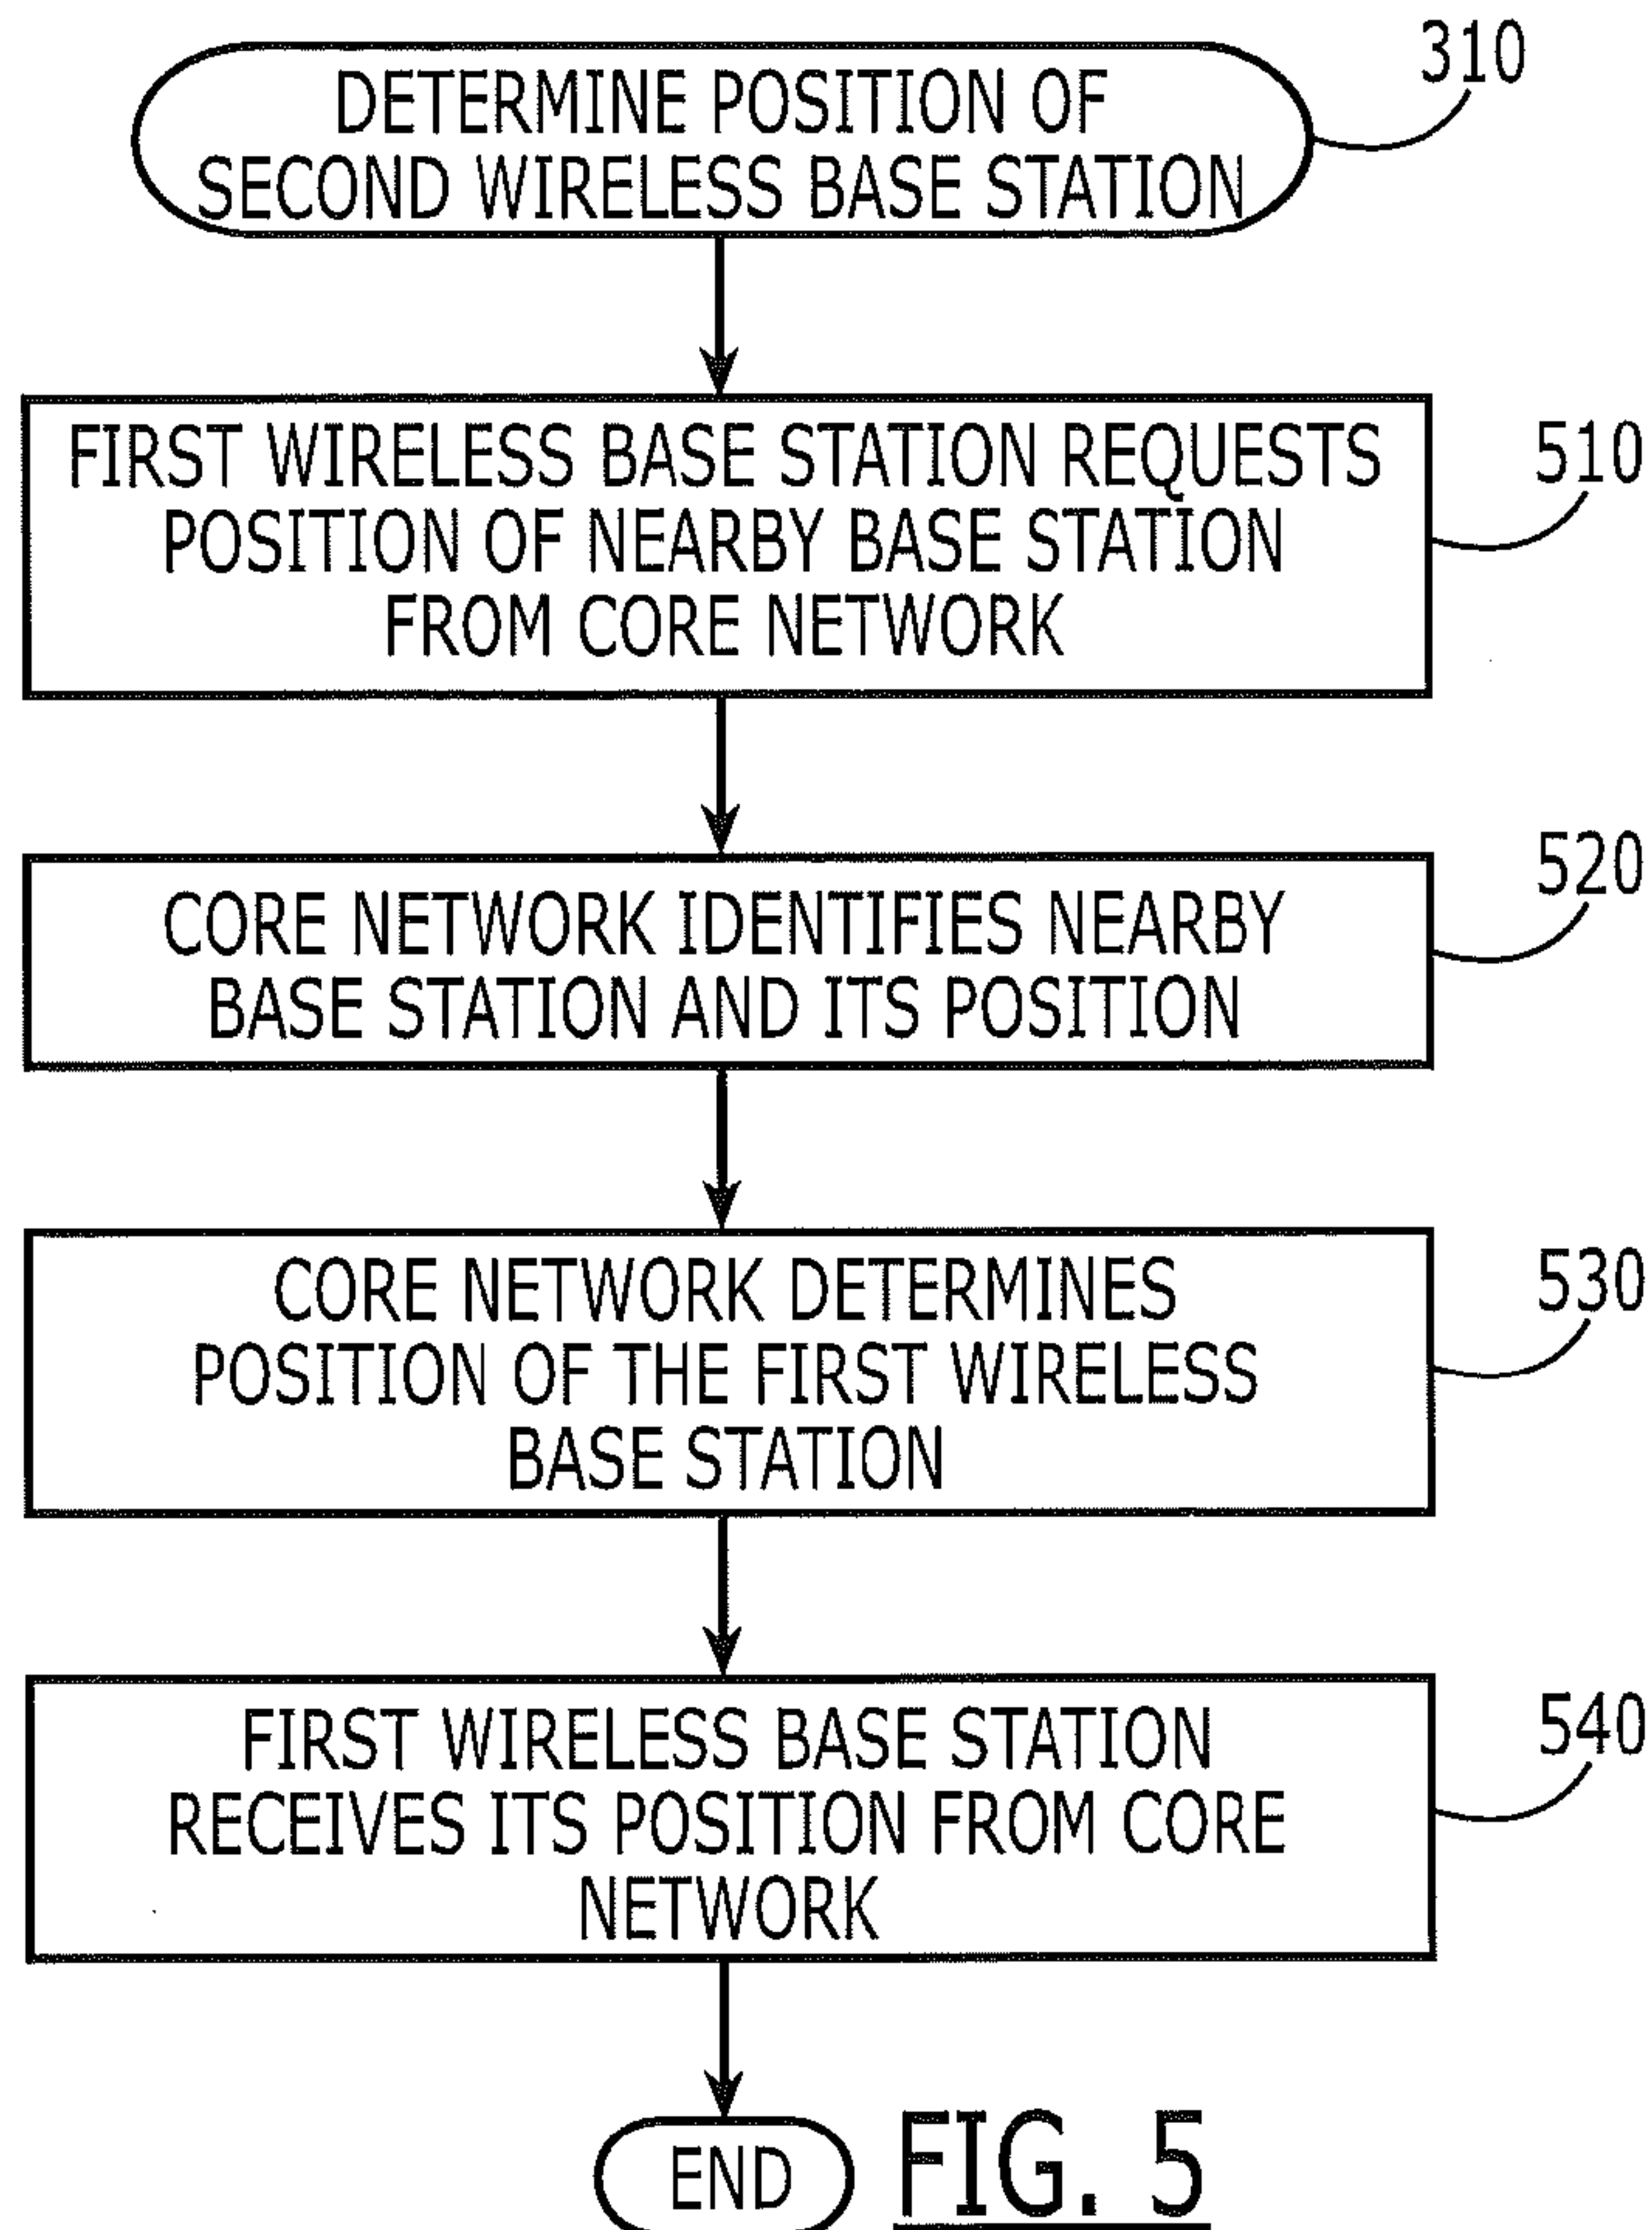 310
DETERMINE POSITION OF
SECOND WIRELESS BASE STATION
510
FIRST WIRELESS BASE STATION REQUESTS
POSITION OF NEARBY BASE STATION
FROM CORE NETWORK
520
CORE NETWORK IDENTIFIES NEARBY
BASE STATION AND ITS POSITION
530
CORE NETWORK DETERMINES
POSITION OF THE FIRST WIRELESS
BASE STATION
540
FIRST WIRELESS BASE STATION
RECEIVES ITS POSITION FROM CORE
NETWORK
END
FIG. 5